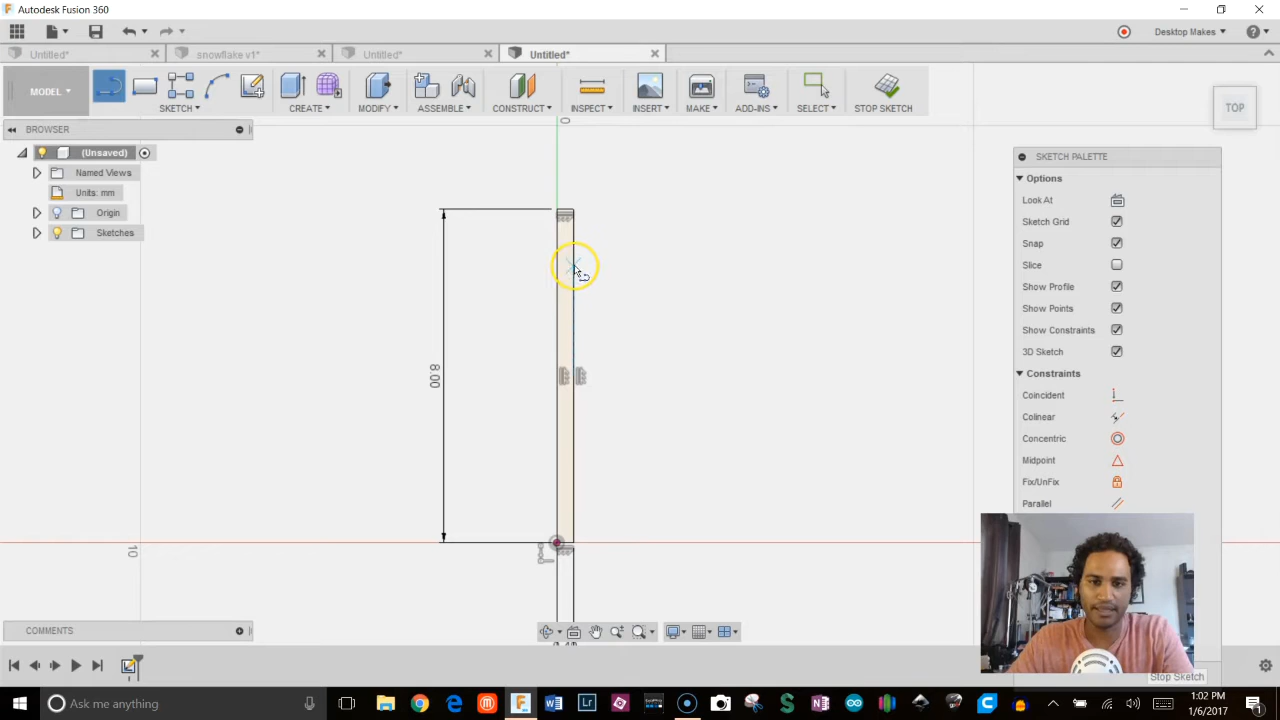 Autodesk Fusion 360
Desktop Makes
Untitled*
snowflake v1*
Untitled*
Untitled*
MODEL
SKETCH
CREATE
MODIFY
ASSEMBLE
CONSTRUCT
INSPECT
INSERT
MAKE
ADD-INS
SELECT
STOP SKETCH
BROWSER
TOP
(Unsaved)
Named Views
Units: mm
Origin
Sketches
0
8.00
10
SKETCH PALETTE
Options
Look At
Sketch Grid
Snap
Slice
Show Profile
Show Points
Show Constraints
3D Sketch
Constraints
Coincident
Colinear
Concentric
Midpoint
Fix/UnFix
Parallel
COMMENTS
Stop Sketch
Ask me anything
1:02 PM
1/6/2017